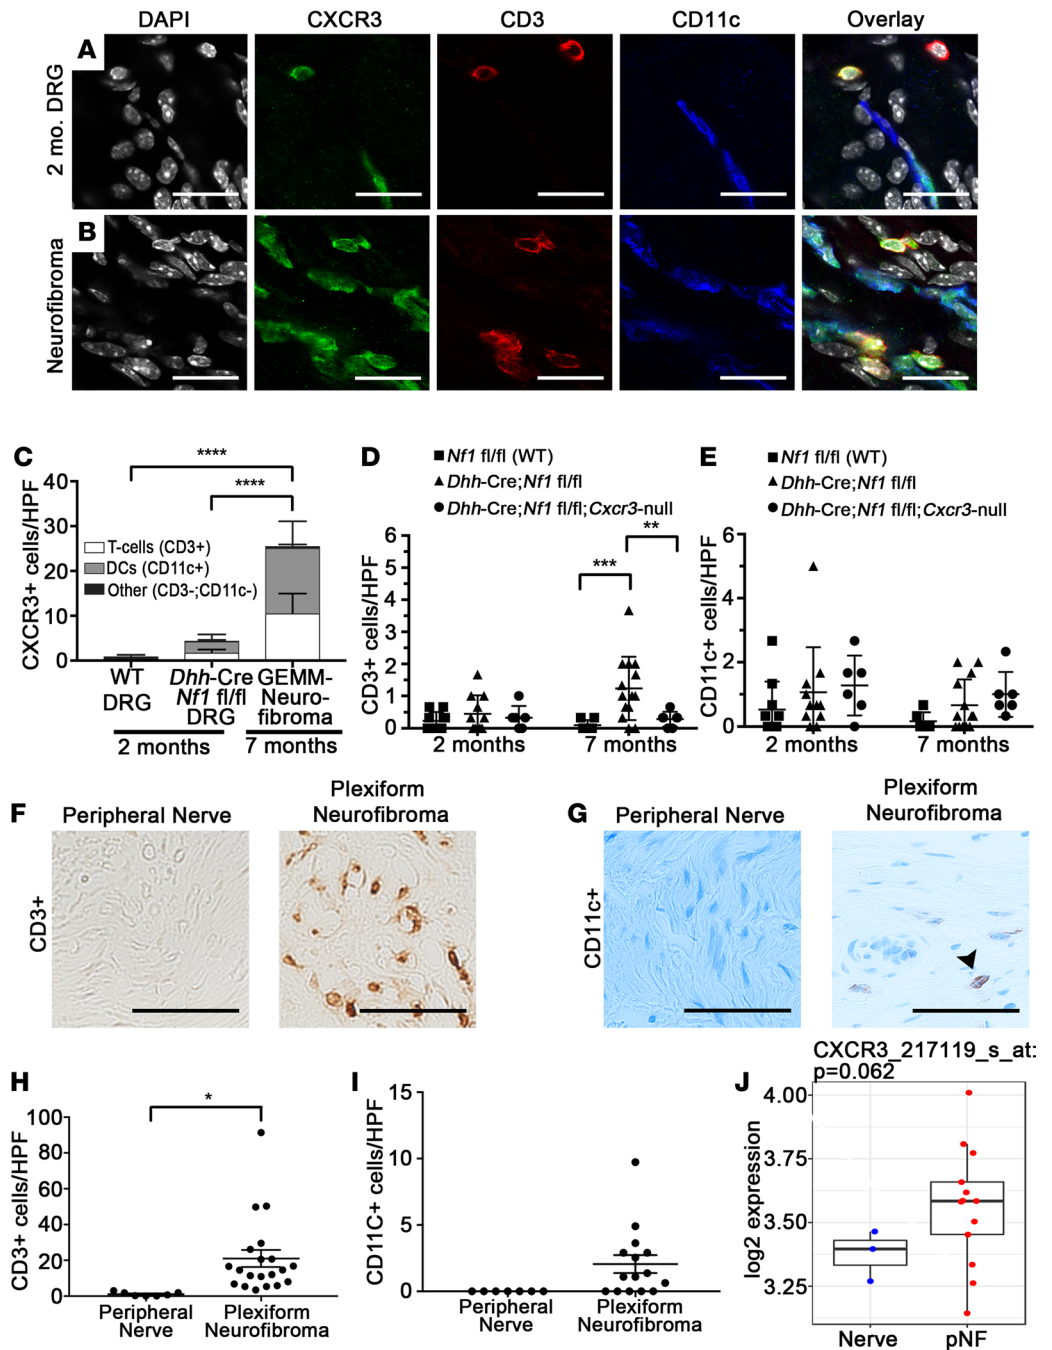 DAPI CXCR3 CD3 CD11c Overlay
A
2 mo. DRG
B
Neurofibroma
C
**** 
****
CXCR3+ cells/HPF
40
30
20
10
0
T-cells (CD3+)
DCs (CD11c+)
Other (CD3-;CD11c-)
WT
DRG
Dhh-Cre
Nf1 fl/fl
DRG
GEMM-
Neuro-
fibroma
2 months 7 months
D
Nf1 fl/fl (WT)
Dhh-Cre;Nf1 fl/fl
Dhh-Cre;Nf1 fl/fl;Cxcr3-null
**
***
CD3+ cells/HPF
6
5
4
3
2
1
0
2 months 7 months
E
Nf1 fl/fl (WT)
Dhh-Cre;Nf1 fl/fl
Dhh-Cre;Nf1 fl/fl;Cxcr3-null
CD11c+ cells/HPF
6
4
2
0
2 months 7 months
F
Peripheral Nerve
Plexiform
Neurofibroma
CD3+
G
Peripheral Nerve
Plexiform
Neurofibroma
CD11c+
H
*
CD3+ cells/HPF
100
80
60
40
20
0
Peripheral
Nerve
Plexiform
Neurofibroma
I
CD11C+ cells/HPF
15
10
5
0
Peripheral
Nerve
Plexiform
Neurofibroma
J
CXCR3_217119_s_at:
p=0.062
log2 expression
4.00
3.75
3.50
3.25
Nerve pNF